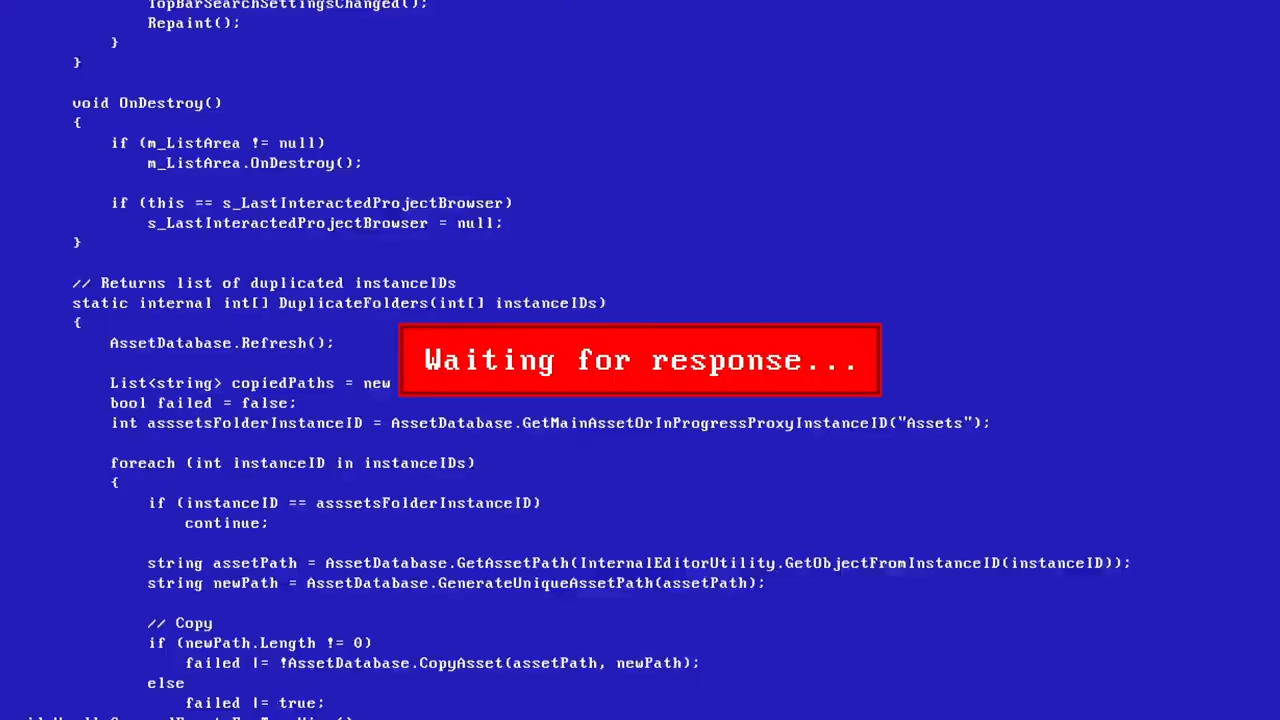 TopBarSearchSettingsChanged();
Repaint();
}
}
void OnDestroy()
{
if (m_ListArea != null)
m_ListArea.OnDestroy();
if (this == s_LastInteractedProjectBrowser)
s_LastInteractedProjectBrowser = null;
}
// Returns list of duplicated instanceIDs
static internal int[] DuplicateFolders(int[] instanceIDs)
{
AssetDatabase.Refresh();
Waiting for response...
List<string> copiedPaths = new
bool failed = false;
int asssetsFolderInstanceID = AssetDatabase.GetMainAssetOrInProgressProxyInstanceID("Assets");
foreach (int instanceID in instanceIDs)
{
if (instanceID == asssetsFolderInstanceID)
continue;
string assetPath = AssetDatabase.GetAssetPath(InternalEditorUtility.GetObjectFromInstanceID(instanceID));
string newPath = AssetDatabase.GenerateUniqueAssetPath(assetPath);
// Copy
if (newPath.Length != 0)
failed |= !AssetDatabase.CopyAsset(assetPath, newPath);
else
failed |= true;